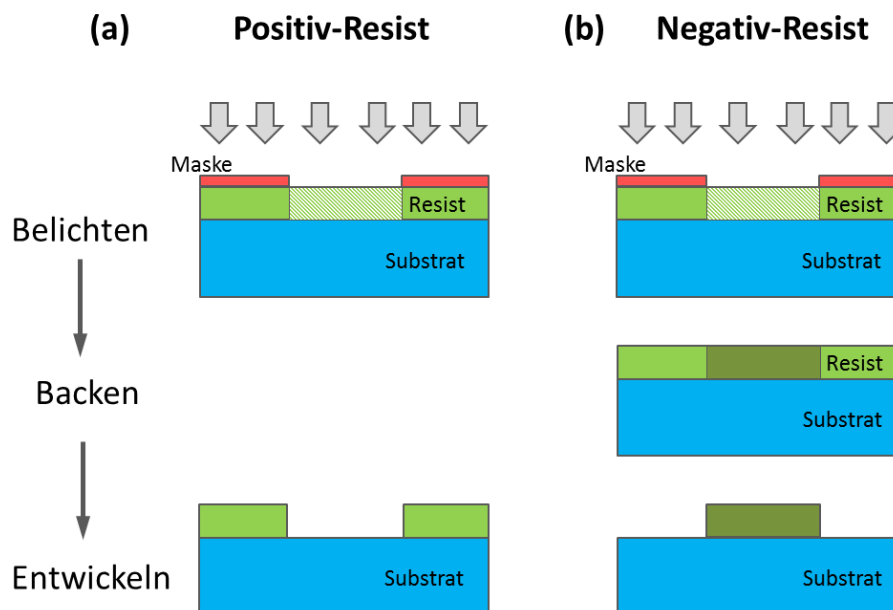 (a) Positiv-Resist (b) Negativ-Resist
Maske Maske
Resist Resist
Belichten
Substrat Substrat
Resist
Backen
Substrat
Entwickeln Substrat Substrat